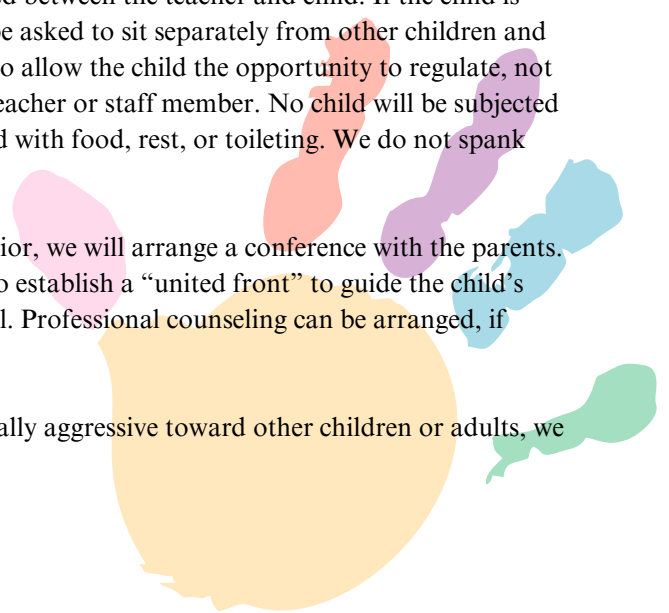 between the teacher and child. If the child is
asked to sit separately from other children and
allow the child the opportunity to regulate, not
teacher or staff member. No child will be subjected
with food, rest, or toileting. We do not spank
we will arrange a conference with the parents.
establish a “united front” to guide the child’s
Professional counseling can be arranged, if
aggressive toward other children or adults, we